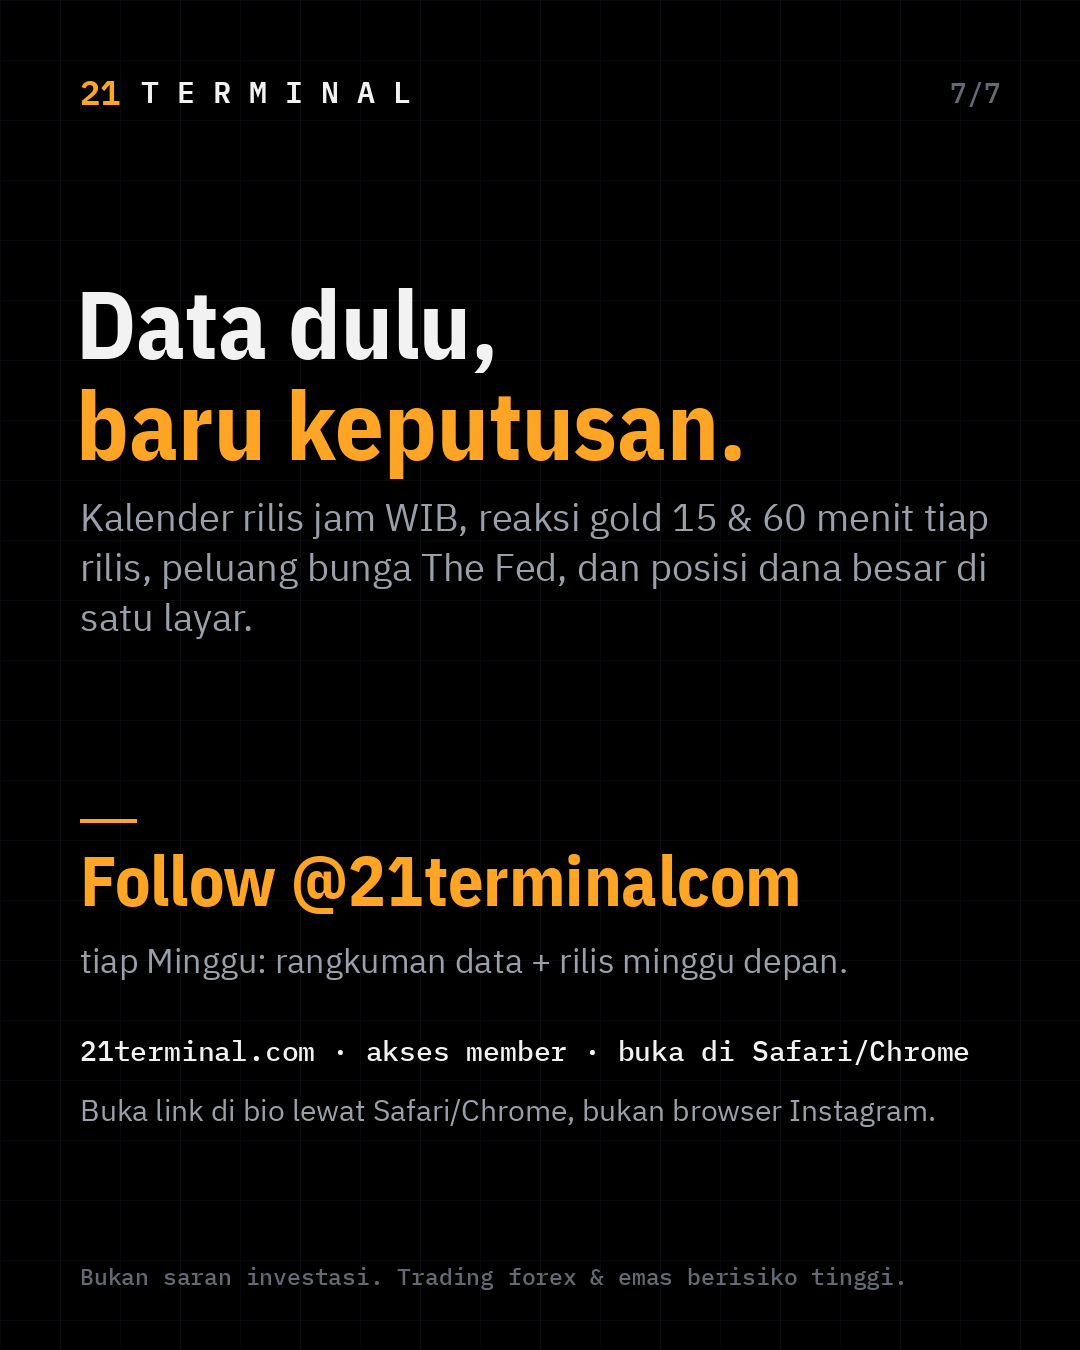 21 TERMINAL
7/7
Data dulu,
baru keputusan.
Kalender rilis jam WIB, reaksi gold 15 & 60 menit tiap
rilis, peluang bunga The Fed, dan posisi dana besar di
satu layar.
Follow @21terminalcom
tiap Minggu: rangkuman data + rilis minggu depan.
21terminal.com · akses member · buka di Safari/Chrome
Buka link di bio lewat Safari/Chrome, bukan browser Instagram.
Bukan saran investasi. Trading forex & emas berisiko tinggi.